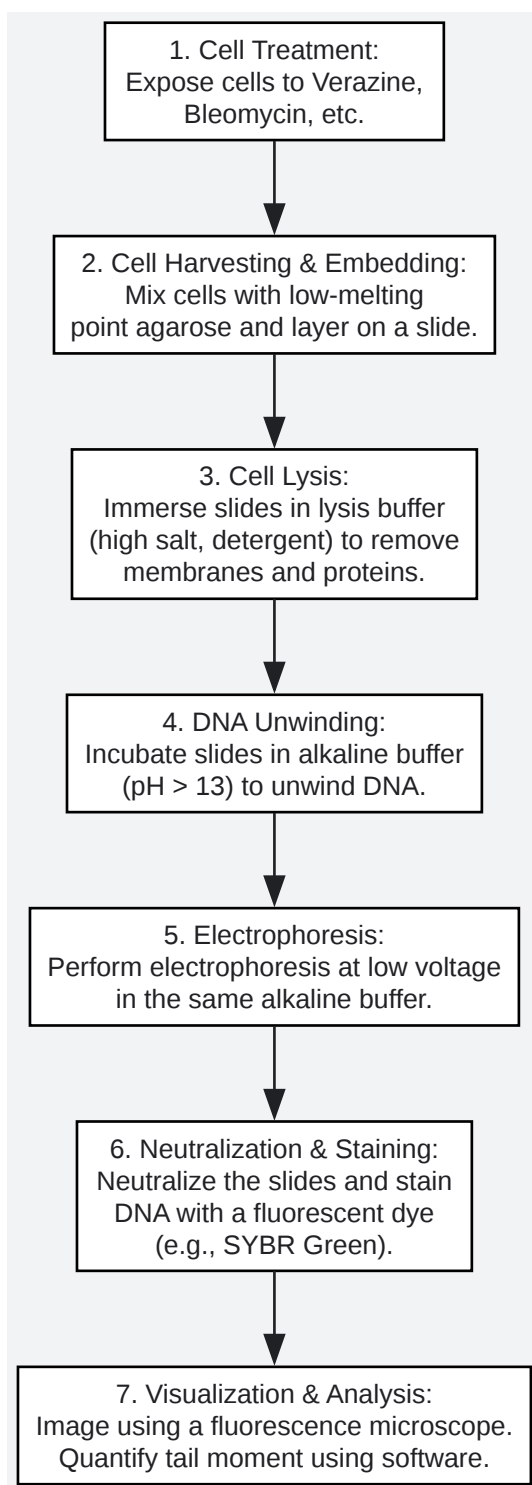 1. Cell Treatment:
Expose cells to Verazine,
Bleomycin, etc.
2. Cell Harvesting & Embedding:
Mix cells with low-melting
point agarose and layer on a slide.
3. Cell Lysis:
Immerse slides in lysis buffer
(high salt, detergent) to remove
membranes and proteins.
4. DNA Unwinding:
Incubate slides in alkaline buffer
(pH > 13) to unwind DNA.
5. Electrophoresis:
Perform electrophoresis at low voltage
in the same alkaline buffer.
6. Neutralization & Staining:
Neutralize the slides and stain
DNA with a fluorescent dye
(e.g., SYBR Green).
7. Visualization & Analysis:
Image using a fluorescence microscope.
Quantify tail moment using software.